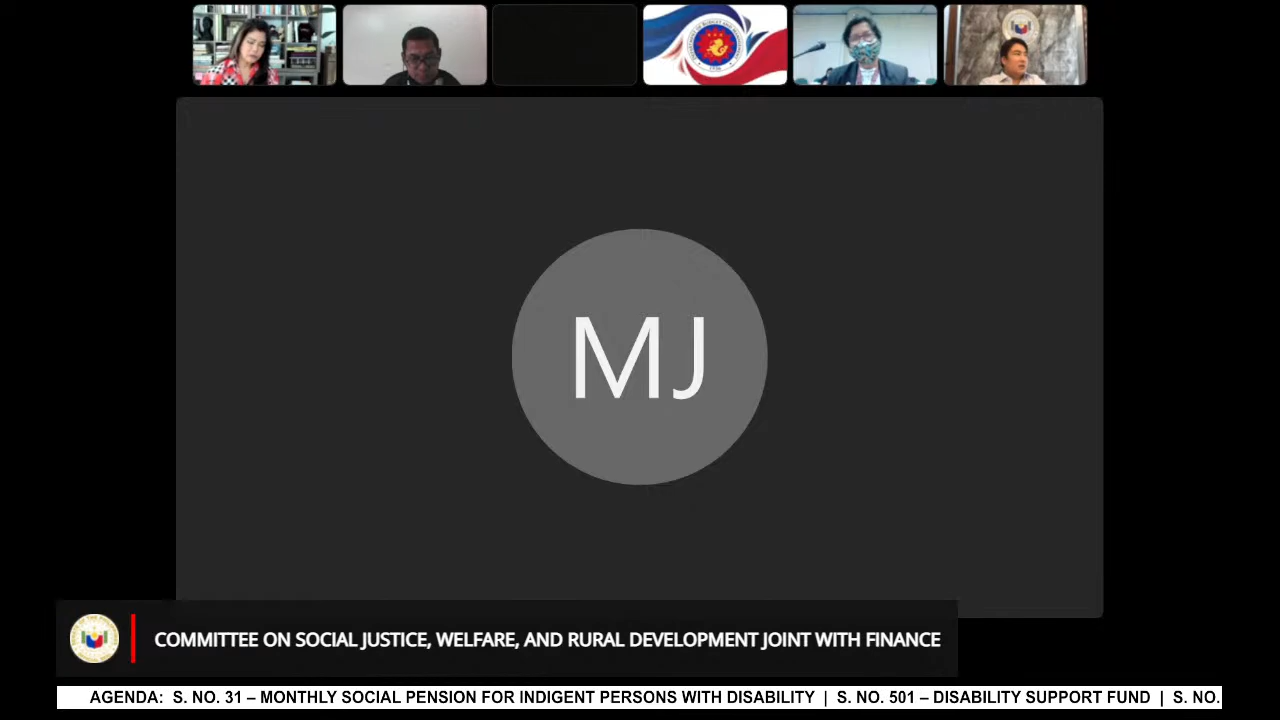 MJ
COMMITTEE ON SOCIAL JUSTICE, WELFARE, AND RURAL DEVELOPMENT JOINT WITH FINANCE
AGENDA: S. NO. 31 – MONTHLY SOCIAL PENSION FOR INDIGENT PERSONS WITH DISABILITY | S. NO. 501 – DISABILITY SUPPORT FUND | S. NO.